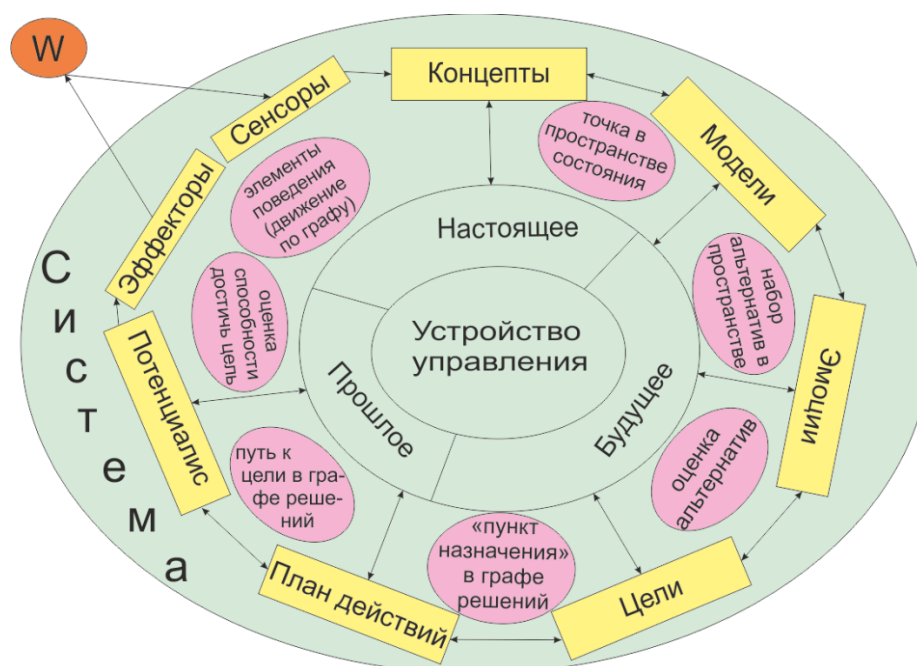 W
Сенсоры
Концепты
точка в
пространстве
состояния
Модели
элементы
поведения
(движение
по графу)
Эффекторы
Настоящее
набор
альтернатив в
пространстве
оценка
способности
достичь цель
Устройство
управления
Эмоции
Потенциалис
Прошлое
Будущее
оценка
альтернатив
путь к
цели в гра-
фе реше-
ний
«пункт
назначения»
в графе
решений
План действий
Цели
Система